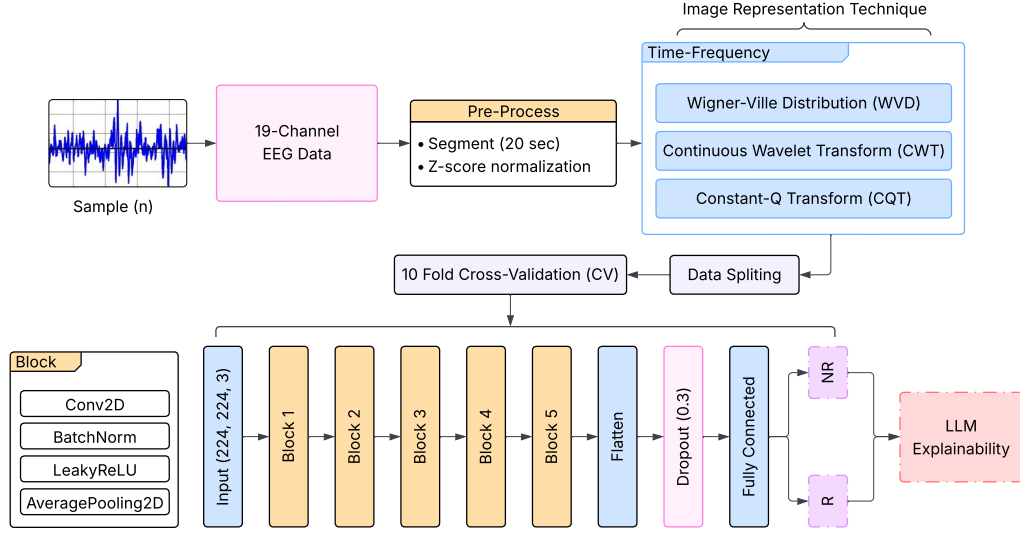 Image Representation Technique
Time-Frequency
Wigner-Ville Distribution (WVD)
Continuous Wavelet Transform (CWT)
Constant-Q Transform (CQT)
Sample (n)
19-Channel
EEG Data
Pre-Process
• Segment (20 sec)
• Z-score normalization
Data Spliting
10 Fold Cross-Validation (CV)
Block
Conv2D
BatchNorm
LeakyReLU
AveragePooling2D
Input (224, 224, 3)
Block 1
Block 2
Block 3
Block 4
Block 5
Flatten
Dropout (0.3)
Fully Connected
NR
R
LLM
Explainability